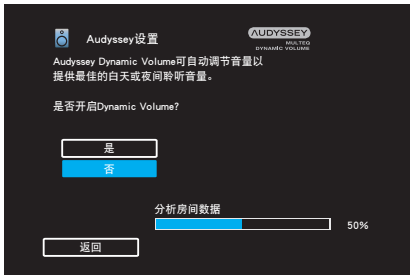 Audyssey设置
AUDYSSEY
MULTEQ
DYNAMIC VOLUME
Audyssey Dynamic Volume可自动调节音量以
提供最佳的白天或夜间聆听音量。
是否开启Dynamic Volume?
是
否
分析房间数据
50%
返回